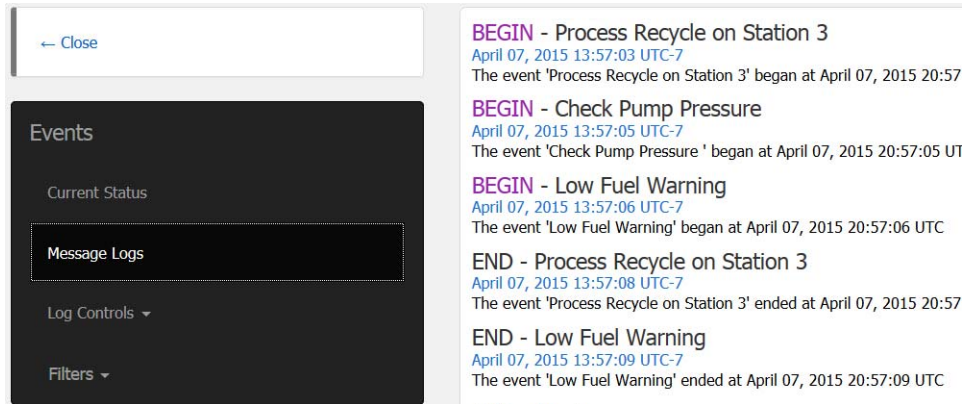 ← Close
Events
Current Status
Message Logs
Log Controls
Filters
BEGIN - Process Recycle on Station 3
April 07, 2015 13:57:03 UTC-7
The event 'Process Recycle on Station 3' began at April 07, 2015 20:57
BEGIN - Check Pump Pressure
April 07, 2015 13:57:05 UTC-7
The event 'Check Pump Pressure ' began at April 07, 2015 20:57:05 UT
BEGIN - Low Fuel Warning
April 07, 2015 13:57:06 UTC-7
The event 'Low Fuel Warning' began at April 07, 2015 20:57:06 UTC
END - Process Recycle on Station 3
April 07, 2015 13:57:08 UTC-7
The event 'Process Recycle on Station 3' ended at April 07, 2015 20:57
END - Low Fuel Warning
April 07, 2015 13:57:09 UTC-7
The event 'Low Fuel Warning' ended at April 07, 2015 20:57:09 UTC